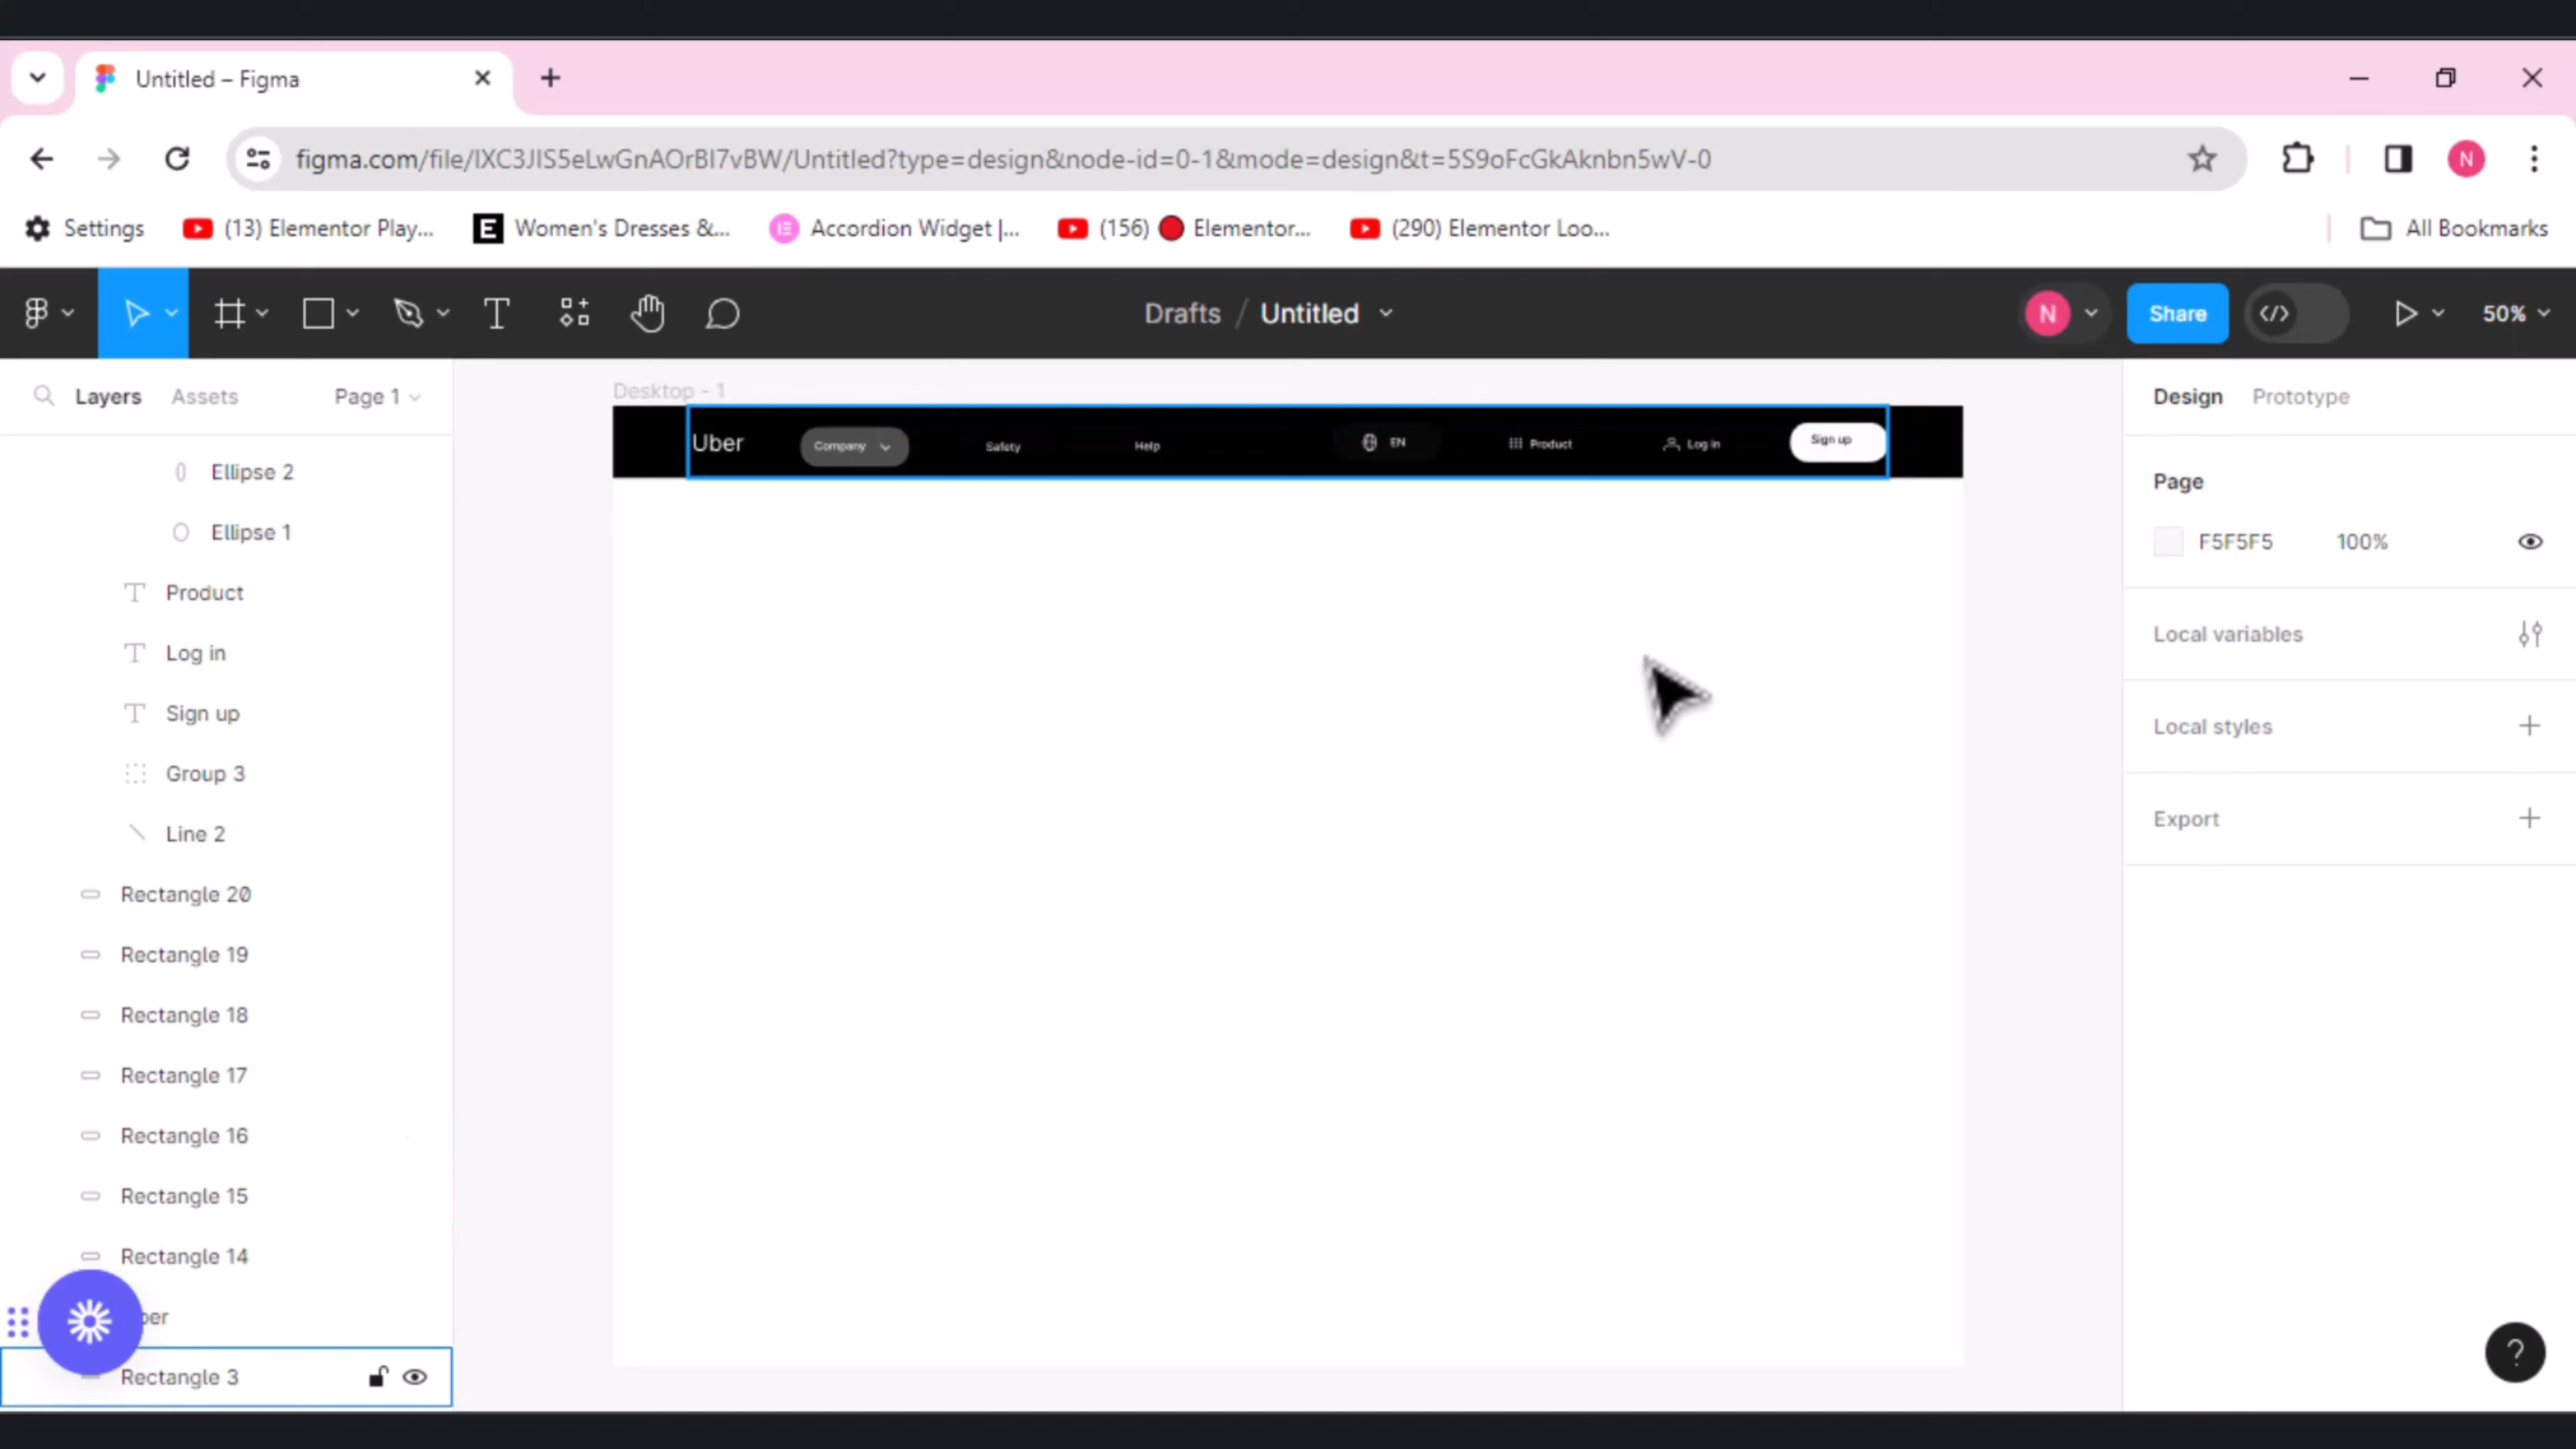 Untitled – Figma
figma.com/file/IXC3JIS5eLwGnAOrBI7vBW/Untitled?type=design&node-id=0-1&mode=design&t=5S9oFcGkAknbn5wV-0
N
Settings
(13) Elementor Play...
E
Women's Dresses &...
Accordion Widget |...
(156) Elementor...
(290) Elementor Loo...
All Bookmarks
Drafts / Untitled
N
Share
50%
Layers
Assets
Page 1
Ellipse 2
Ellipse 1
Product
Log in
Sign up
Group 3
Line 2
Rectangle 20
Rectangle 19
Rectangle 18
Rectangle 17
Rectangle 16
Rectangle 15
Rectangle 14
ber
Rectangle 3
Desktop - 1
Uber
Company
Safety
Help
EN
Product
Log in
Sign up
Design
Prototype
Page
F5F5F5
100%
Local variables
Local styles
Export
?